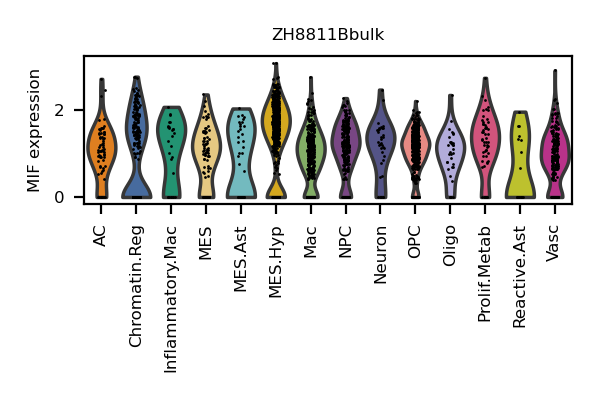 ZH8811Bbulk
MIF expression
2
0
AC
Chromatin.Reg
Inflammatory.Mac
MES
MES.Ast
MES.Hyp
Mac
NPC
Neuron
OPC
Oligo
Prolif.Metab
Reactive.Ast
Vasc